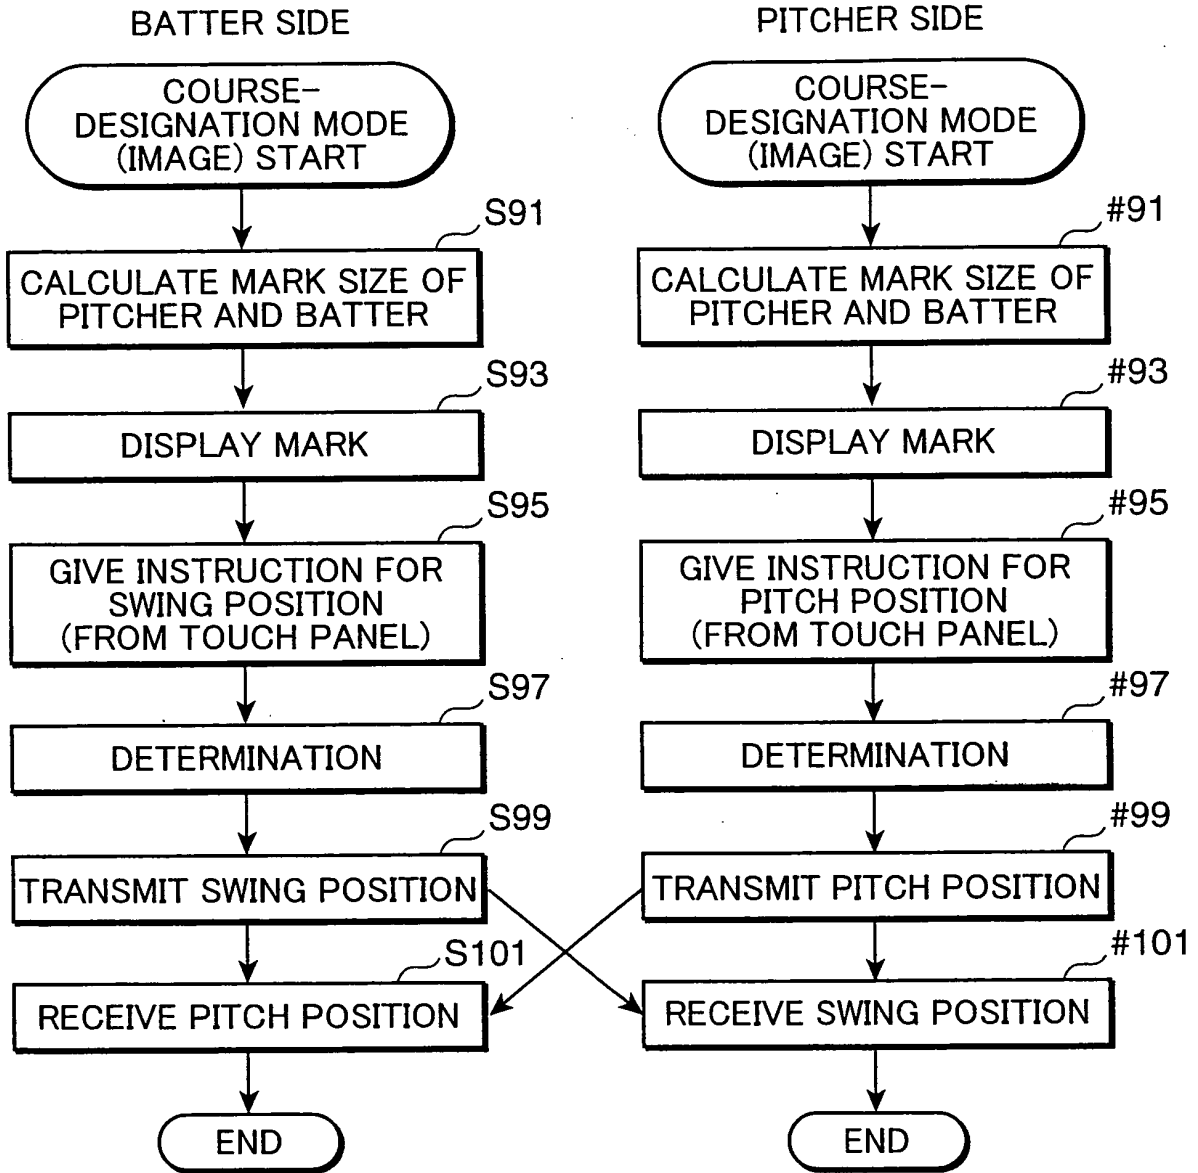 BATTER SIDE
COURSE-
DESIGNATION MODE
(IMAGE) START
S91
CALCULATE MARK SIZE OF
PITCHER AND BATTER
S93
DISPLAY MARK
S95
GIVE INSTRUCTION FOR
SWING POSITION
(FROM TOUCH PANEL)
S97
DETERMINATION
S99
TRANSMIT SWING POSITION
S101
RECEIVE PITCH POSITION
END
PITCHER SIDE
COURSE-
DESIGNATION MODE
(IMAGE) START
#91
CALCULATE MARK SIZE OF
PITCHER AND BATTER
#93
DISPLAY MARK
#95
GIVE INSTRUCTION FOR
PITCH POSITION
(FROM TOUCH PANEL)
#97
DETERMINATION
#99
TRANSMIT PITCH POSITION
#101
RECEIVE SWING POSITION
END